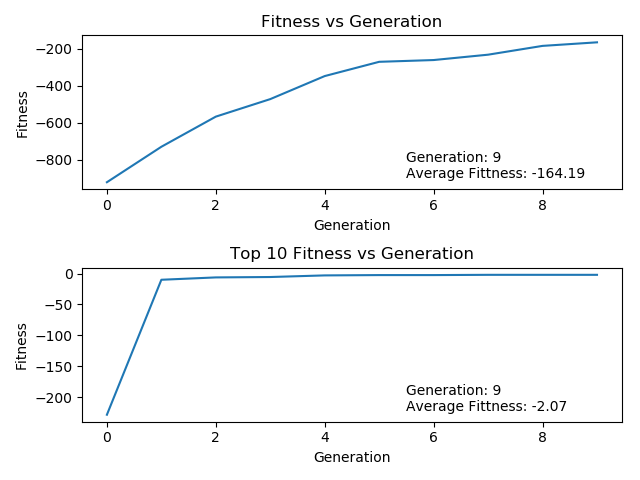 Fitness vs Generation
Fitness
−200
−400
−600
−800
Generation: 9
Average Fittness: -164.19
0 2 4 6 8
Generation
Top 10 Fitness vs Generation
Fitness
0
−50
−100
−150
−200
Generation: 9
Average Fittness: -2.07
0 2 4 6 8
Generation